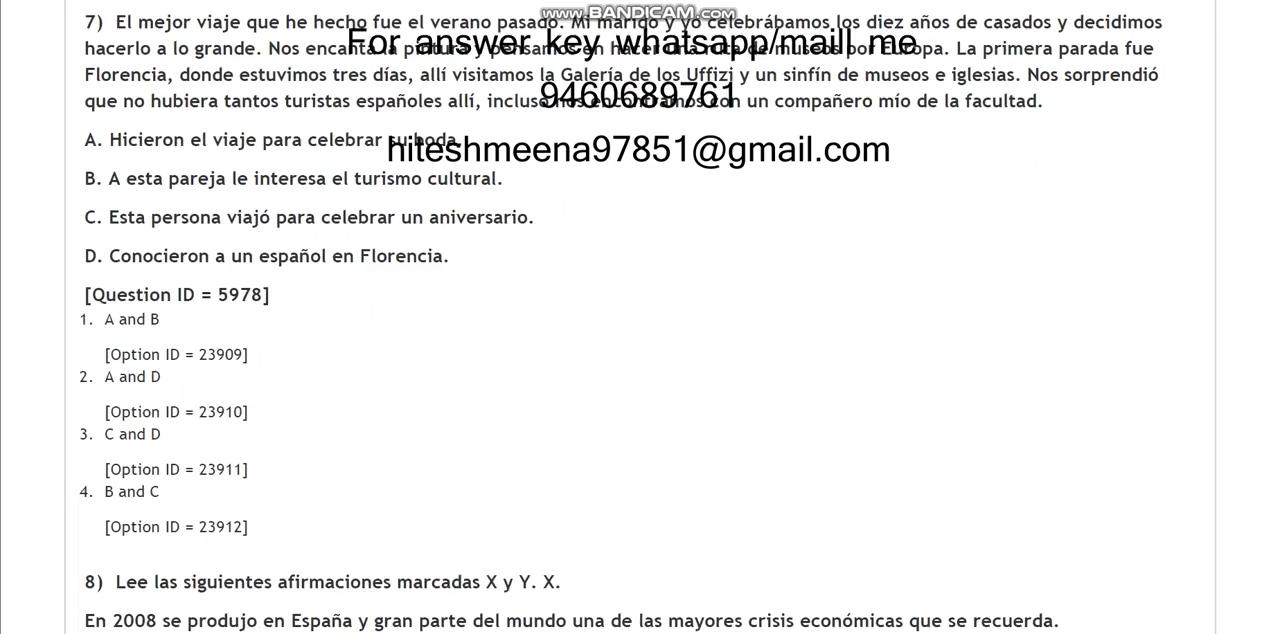 www.BANDICAM.com
7) El mejor viaje que he hecho fue el verano pasado. Mi marido y yo celebrábamos los diez años de casados y decidimos
For answer key whatsapp/maill me
hacerlo a lo grande. Nos encanta la pintura y pensamos en hacer una ruta de museos por Europa. La primera parada fue
Florencia, donde estuvimos tres días, allí visitamos la Galería de los Uffizi y un sinfín de museos e iglesias. Nos sorprendió
9460689761
que no hubiera tantos turistas españoles allí, incluso nos encontramos con un compañero mío de la facultad.
A. Hicieron el viaje para celebrar su boda.
hiteshmeena97851@gmail.com
B. A esta pareja le interesa el turismo cultural.
C. Esta persona viajó para celebrar un aniversario.
D. Conocieron a un español en Florencia.
[Question ID = 5978]
1. A and B
[Option ID = 23909]
2. A and D
[Option ID = 23910]
3. C and D
[Option ID = 23911]
4. B and C
[Option ID = 23912]
8) Lee las siguientes afirmaciones marcadas X y Y. X.
En 2008 se produjo en España y gran parte del mundo una de las mayores crisis económicas que se recuerda.